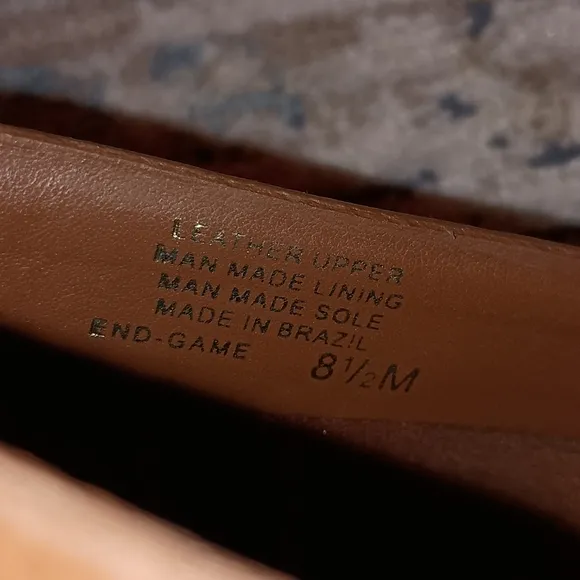 LEATHER UPPER
MAN MADE LINING
MAN MADE SOLE
MADE IN BRAZIL
END-GAME 8½M